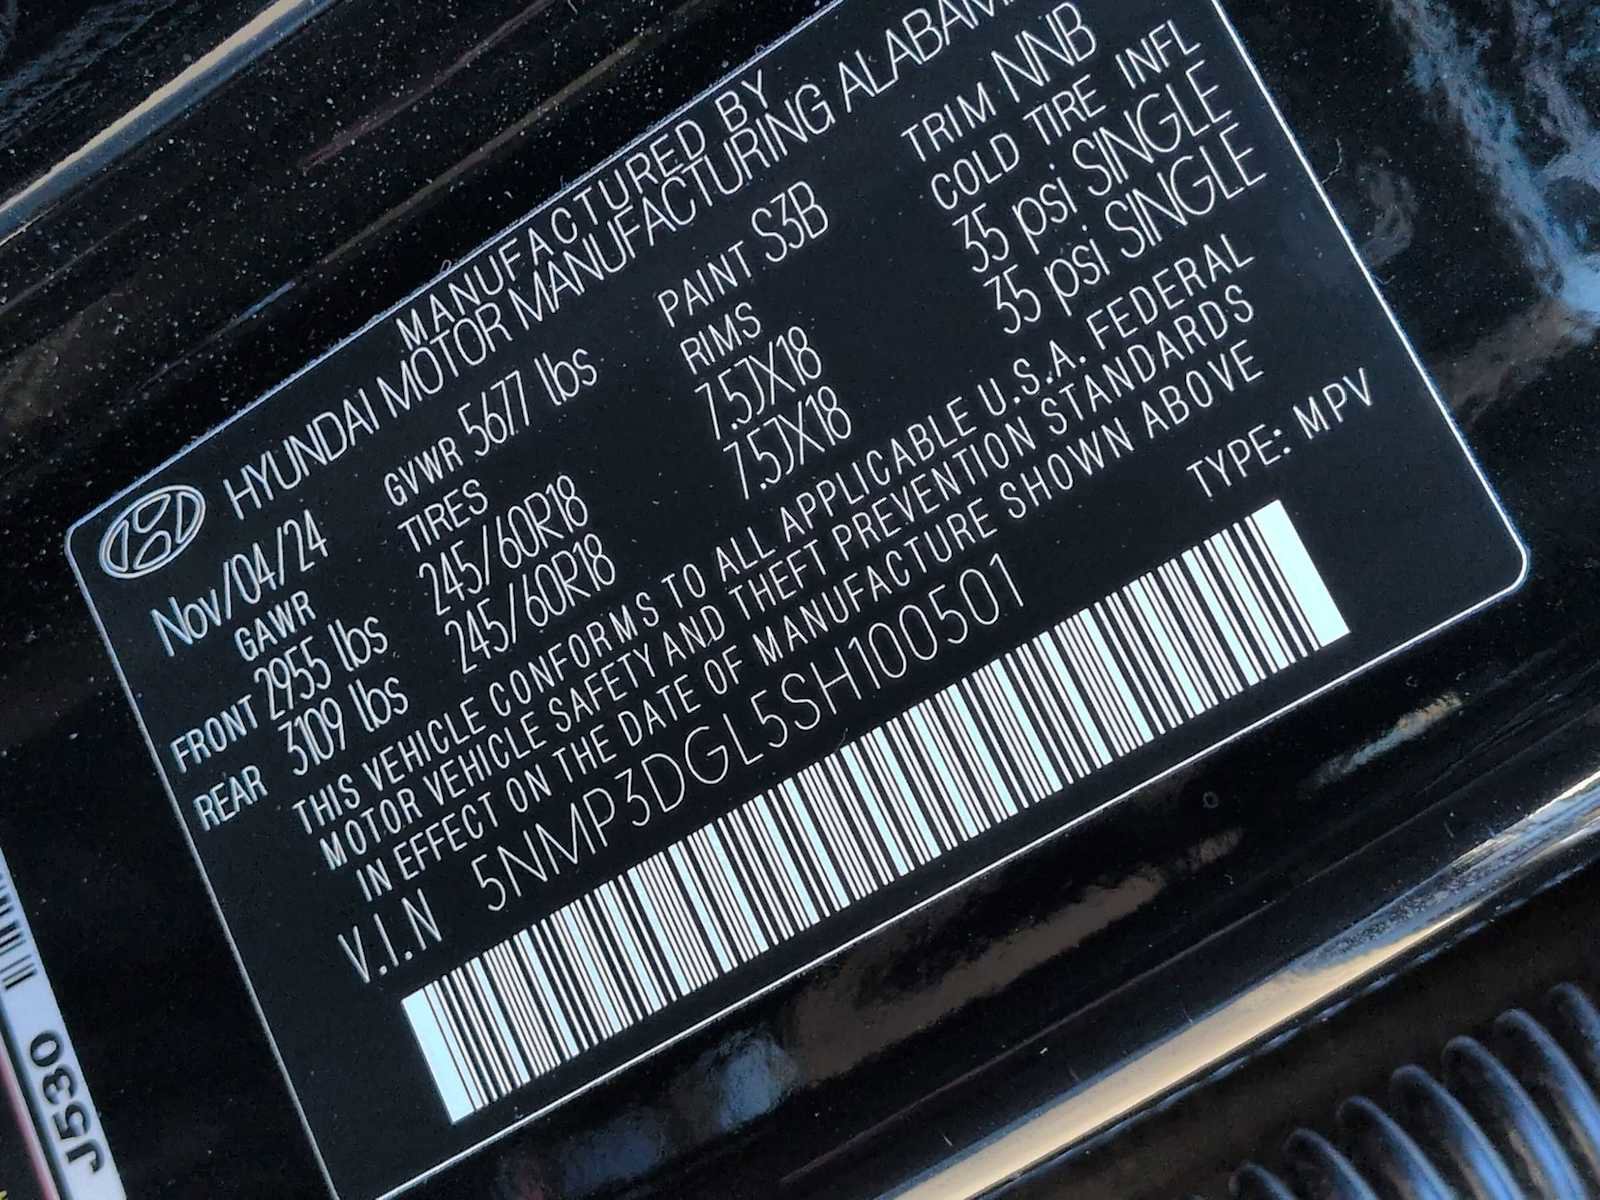 MANUFACTURED BY
HYUNDAI MOTOR MANUFACTURING ALABAM
Nov/04/24 GVWR 5677 lbs PAINT S3B TRIM NNB
GAWR TIRES RIMS COLD TIRE INFL
FRONT 2955 lbs 245/60R18 7.5JX18 35 psi SINGLE
REAR 3109 lbs 245/60R18 7.5JX18 35 psi SINGLE
THIS VEHICLE CONFORMS TO ALL APPLICABLE U.S.A. FEDERAL
MOTOR VEHICLE SAFETY AND THEFT PREVENTION STANDARDS
IN EFFECT ON THE DATE OF MANUFACTURE SHOWN ABOVE
V.I.N 5NMP3DGL5SH100501 TYPE: MPV
J530